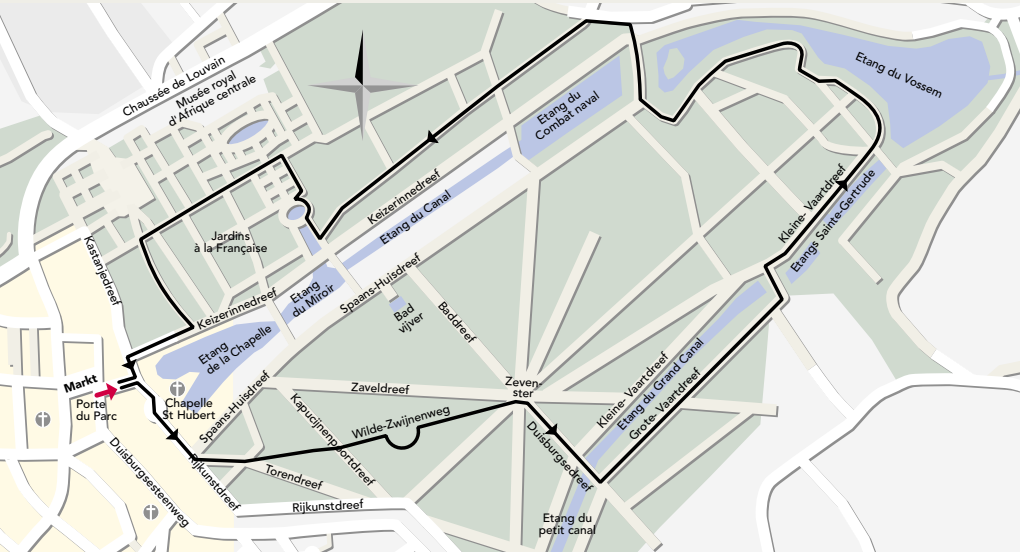 Chaussée de Louvain
Musée royal
d'Afrique centrale
Etang du
Combat naval
Etang du Vossem
Keizerinnedreef
Etang du Canal
Kleine- Vaartdreef
Etangs Sainte-Gertrude
Jardins
à la Française
Kastanjedreef
Spaans-Huisdreef
Etang
du Miroir
Keizerinnedreef
Bad
vijver
Baddreef
Etang
de la Chapelle
Markt
Porte
du Parc
Chapelle
St Hubert
Spaans-Huisdreef
Zaveldreef
Zeven-
ster
Kleine- Vaartdreef
Etang du Grand Canal
Grote- Vaartdreef
Kapucijnenpoortdreef
Wilde-Zwijnenweg
Duisburgsedreef
Duisburgsesteenweg
Rijkunstdreef
Torendreef
Rijkunstdreef
Etang du
petit canal